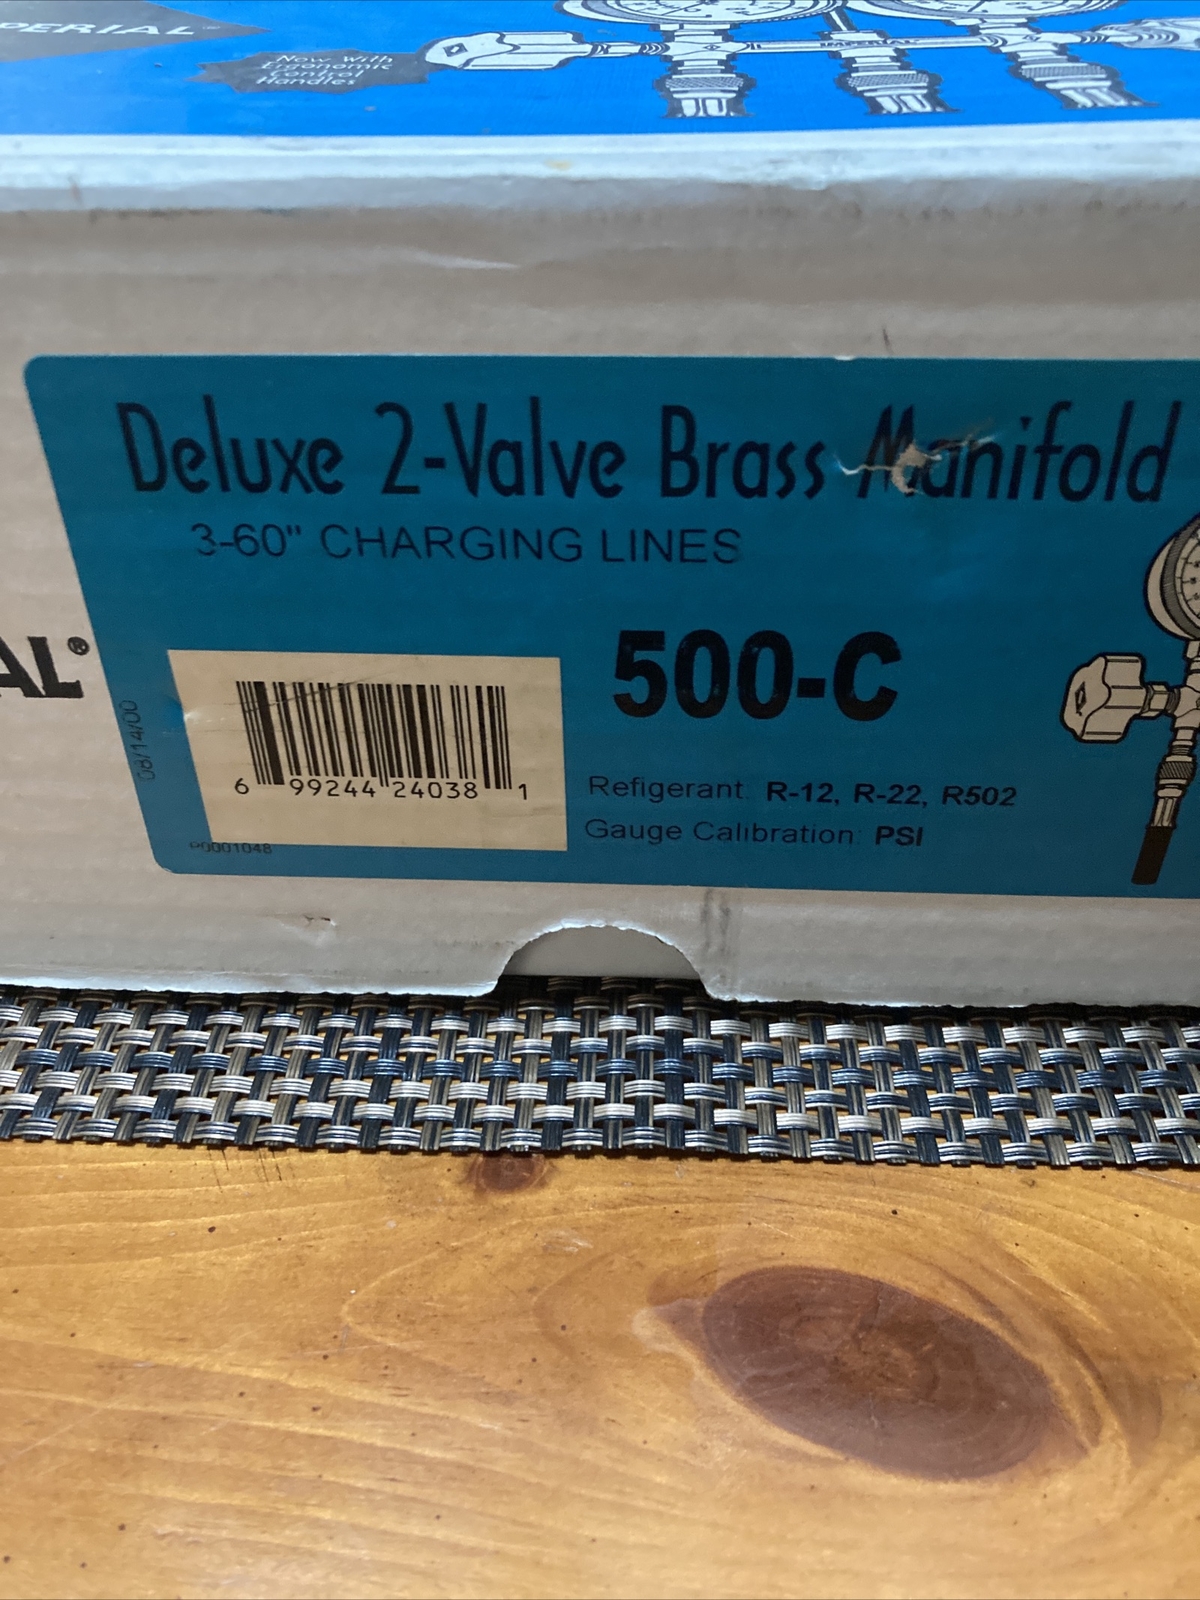 PERIAL
Now With
Ergonomic
Control
Handles
IMPERIAL
Deluxe 2-Valve Brass Manifold
3-60" CHARGING LINES
AL®
500-C
08/14/00
6 99244 24038 1
Refigerant: R-12, R-22, R502
Gauge Calibration: PSI
P0001048